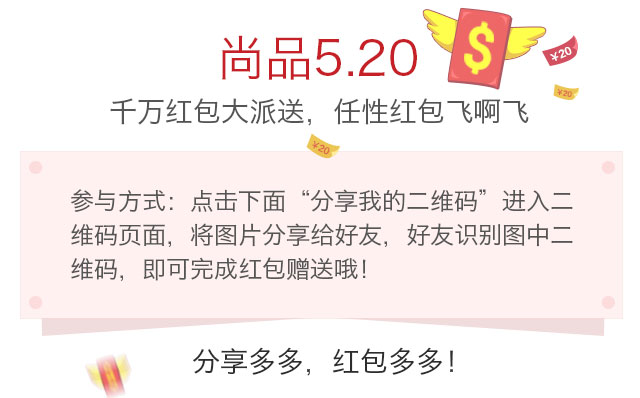 尚品5.20
¥20
¥20
千万红包大派送，任性红包飞啊飞
¥20
参与方式：点击下面“分享我的二维码”进入二
维码页面，将图片分享给好友，好友识别图中二
维码，即可完成红包赠送哦！
分享多多，红包多多！